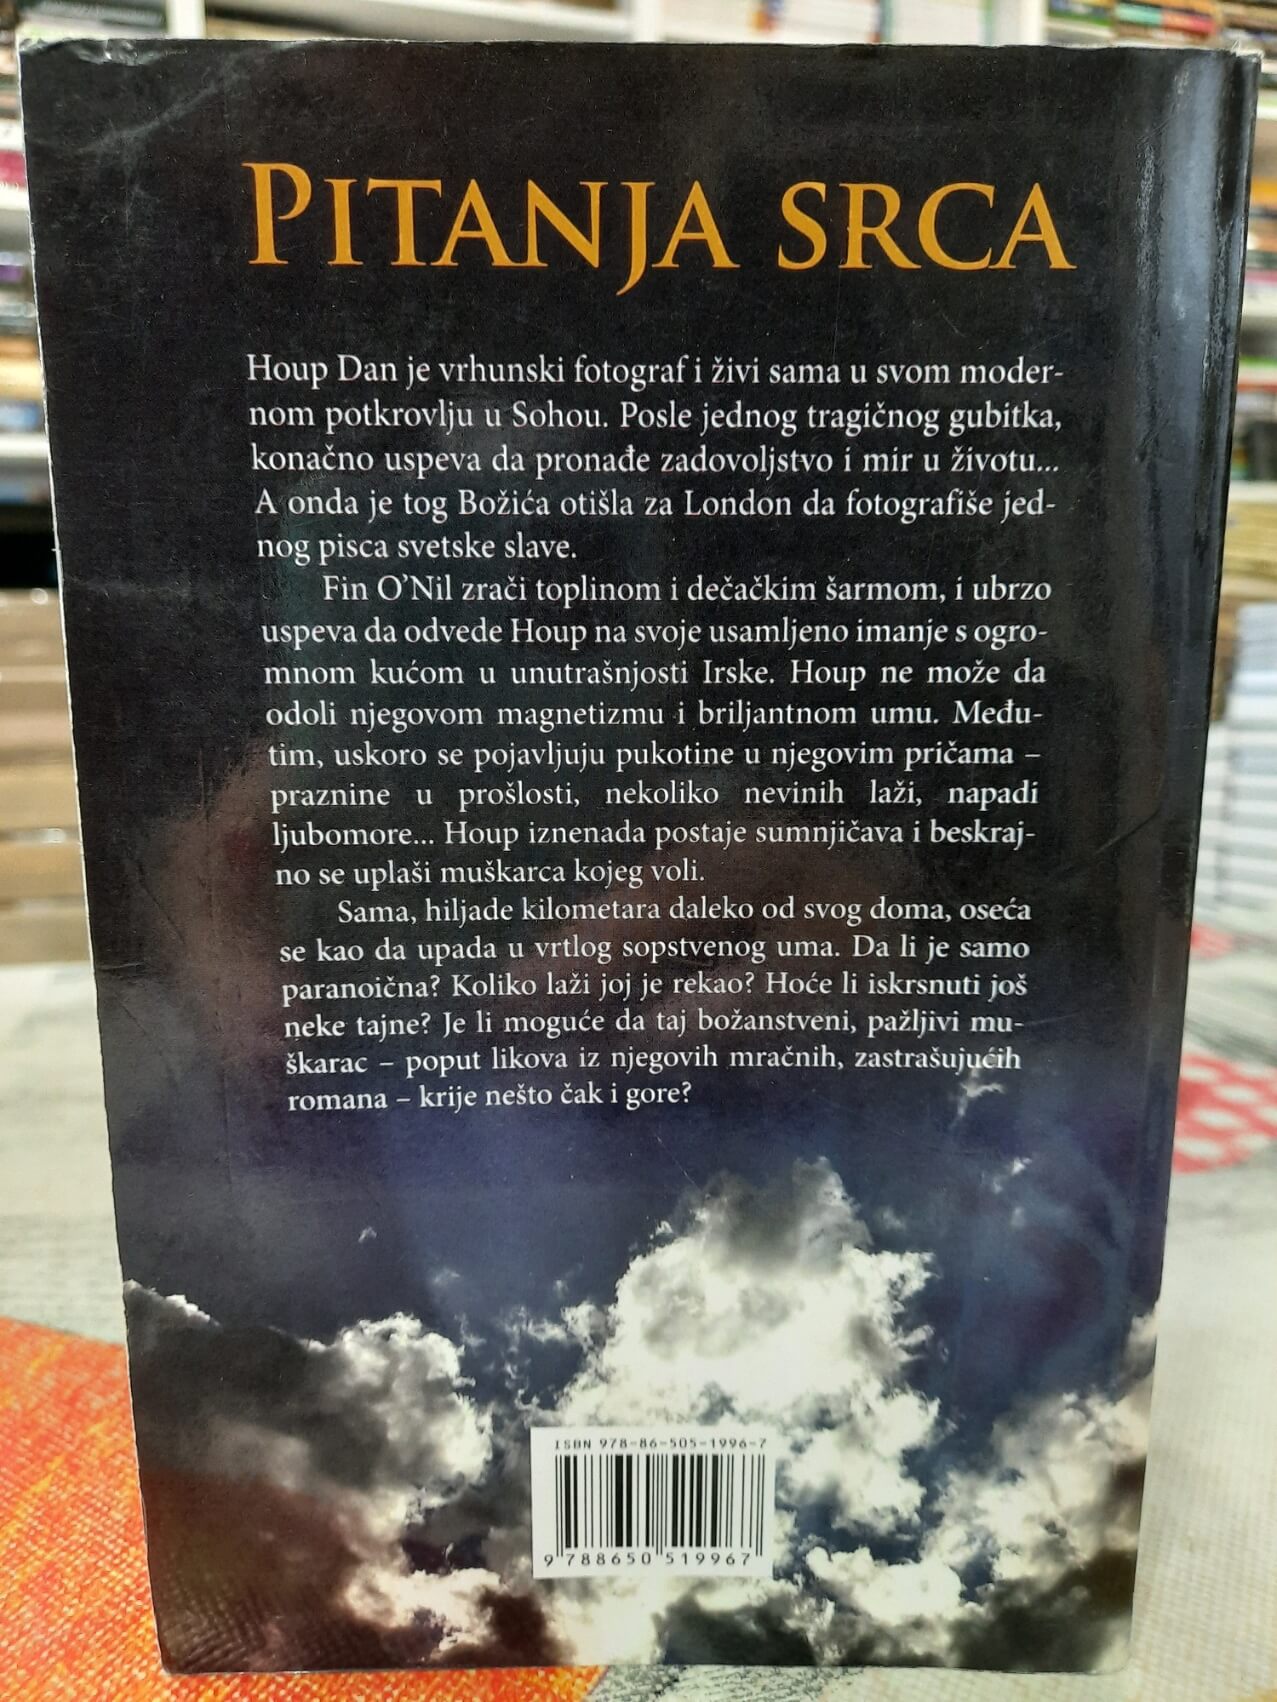 PITANJA SRCA
Houp Dan je vrhunski fotograf i živi sama u svom moder-
nom potkrovlju u Sohou. Posle jednog tragičnog gubitka,
konačno uspeva da pronađe zadovoljstvo i mir u životu...
A onda je tog Božića otišla za London da fotografiše jed-
nog pisca svetske slave.
Fin O’Nil zrači toplinom i dečačkim šarmom, i ubrzo
uspeva da odvede Houp na svoje usamljeno imanje s ogro-
mnom kućom u unutrašnjosti Irske. Houp ne može da
odoli njegovom magnetizmu i briljantnom umu. Među-
tim, uskoro se pojavljuju pukotine u njegovim pričama –
praznine u prošlosti, nekoliko nevinih laži, napadi
ljubomore... Houp iznenada postaje sumnjičava i beskraj-
no se uplaši muškarca kojeg voli.
Sama, hiljade kilometara daleko od svog doma, oseća
se kao da upada u vrtlog sopstvenog uma. Da li je samo
paranoična? Koliko laži joj je rekao? Hoće li iskrsnuti još
neke tajne? Je li moguće da taj božanstveni, pažljivi mu-
škarac – poput likova iz njegovih mračnih, zastrašujućih
romana – krije nešto čak i gore?
ISBN 978-86-505-1996-7
9 788650 519967